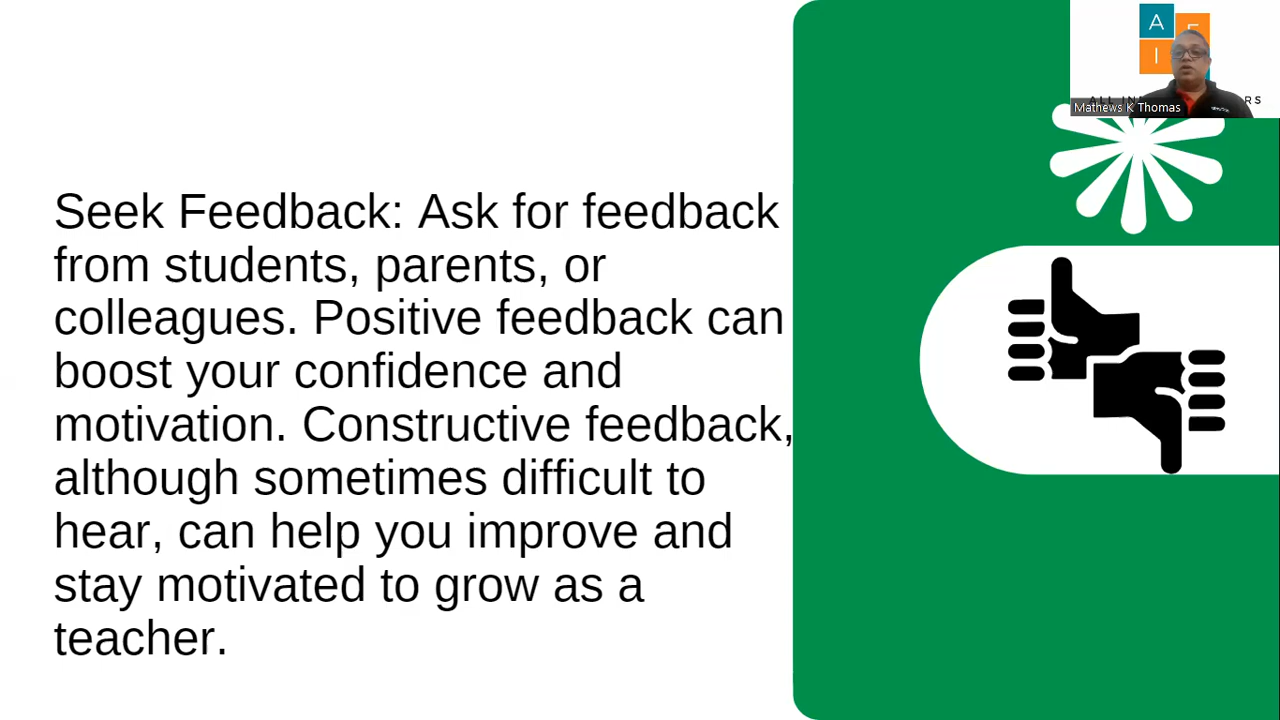 Seek Feedback: Ask for feedback
from students, parents, or
colleagues. Positive feedback can
boost your confidence and
motivation. Constructive feedback,
although sometimes difficult to
hear, can help you improve and
stay motivated to grow as a
teacher.
A
I
Mathews K Thomas